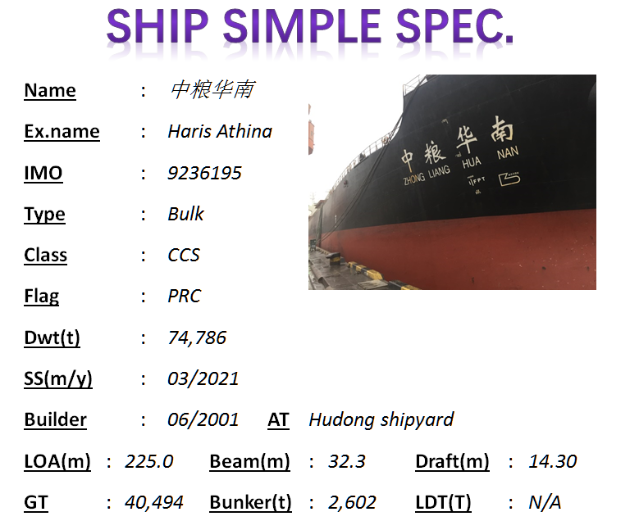 SHIP SIMPLE SPEC.
Name : 中粮华南
Ex.name : Haris Athina
IMO : 9236195
Type : Bulk
Class : CCS
Flag : PRC
Dwt(t) : 74,786
SS(m/y) : 03/2021
Builder : 06/2001 AT Hudong shipyard
LOA(m) : 225.0 Beam(m) : 32.3 Draft(m) : 14.30
GT : 40,494 Bunker(t) : 2,602 LDT(T) : N/A
中粮华南
ZHONG LIANG HUA NAN